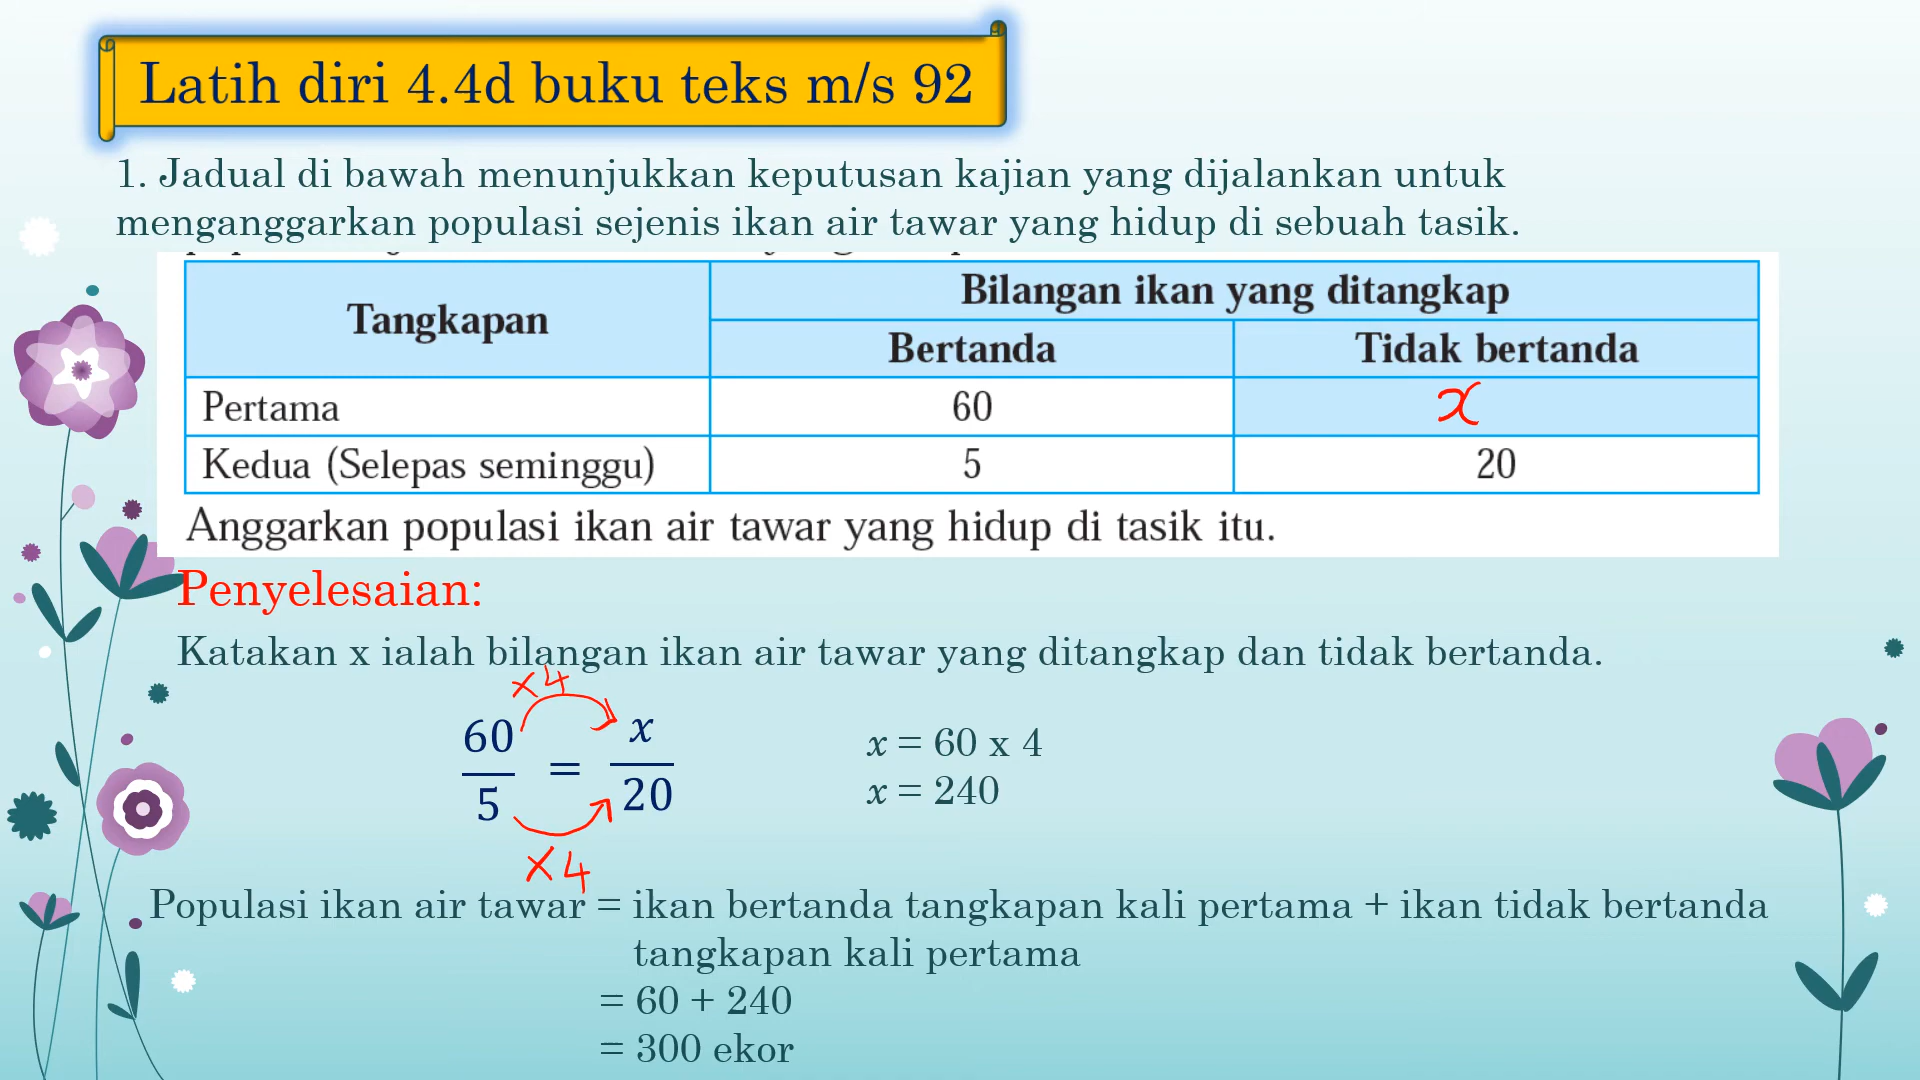 Latih diri 4.4d buku teks m/s 92
1. Jadual di bawah menunjukkan keputusan kajian yang dijalankan untuk
menganggarkan populasi sejenis ikan air tawar yang hidup di sebuah tasik.
Tangkapan
Bilangan ikan yang ditangkap
Bertanda Tidak bertanda
Pertama 60 x
Kedua (Selepas seminggu) 5 20
Anggarkan populasi ikan air tawar yang hidup di tasik itu.
Penyelesaian:
Katakan x ialah bilangan ikan air tawar yang ditangkap dan tidak bertanda.
x4
60/5 = x/20
x4
x = 60 x 4
x = 240
Populasi ikan air tawar = ikan bertanda tangkapan kali pertama + ikan tidak bertanda
tangkapan kali pertama
= 60 + 240
= 300 ekor